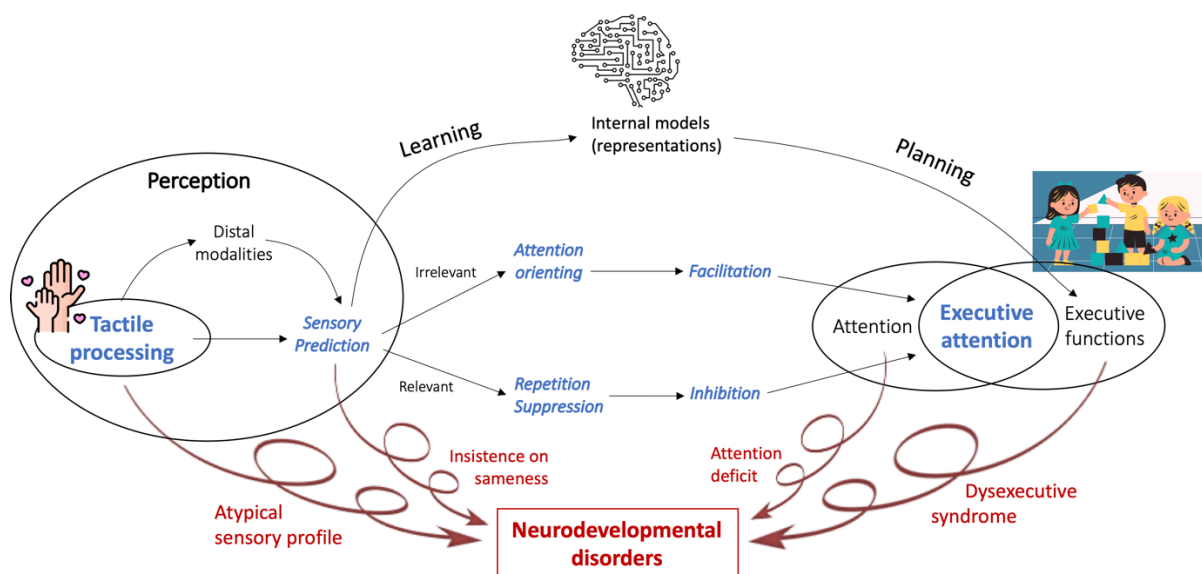 Learning
Internal models
(representations)
Planning
Perception
Distal
modalities
Tactile
processing
Sensory
Prediction
Irrelevant
Relevant
Attention
orienting
Facilitation
Repetition
Suppression
Inhibition
Attention
Executive
attention
Executive
functions
Atypical
sensory profile
Insistence on
sameness
Attention
deficit
Dysexecutive
syndrome
Neurodevelopmental
disorders